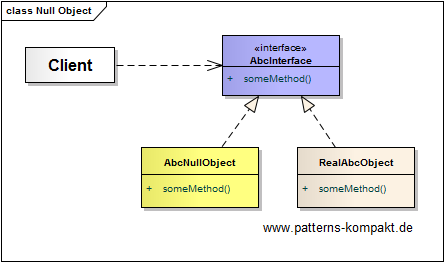 class Null Object
Client
«interface»
AbcInterface
+ someMethod()
AbcNullObject
+ someMethod()
RealAbcObject
+ someMethod()
www.patterns-kompakt.de